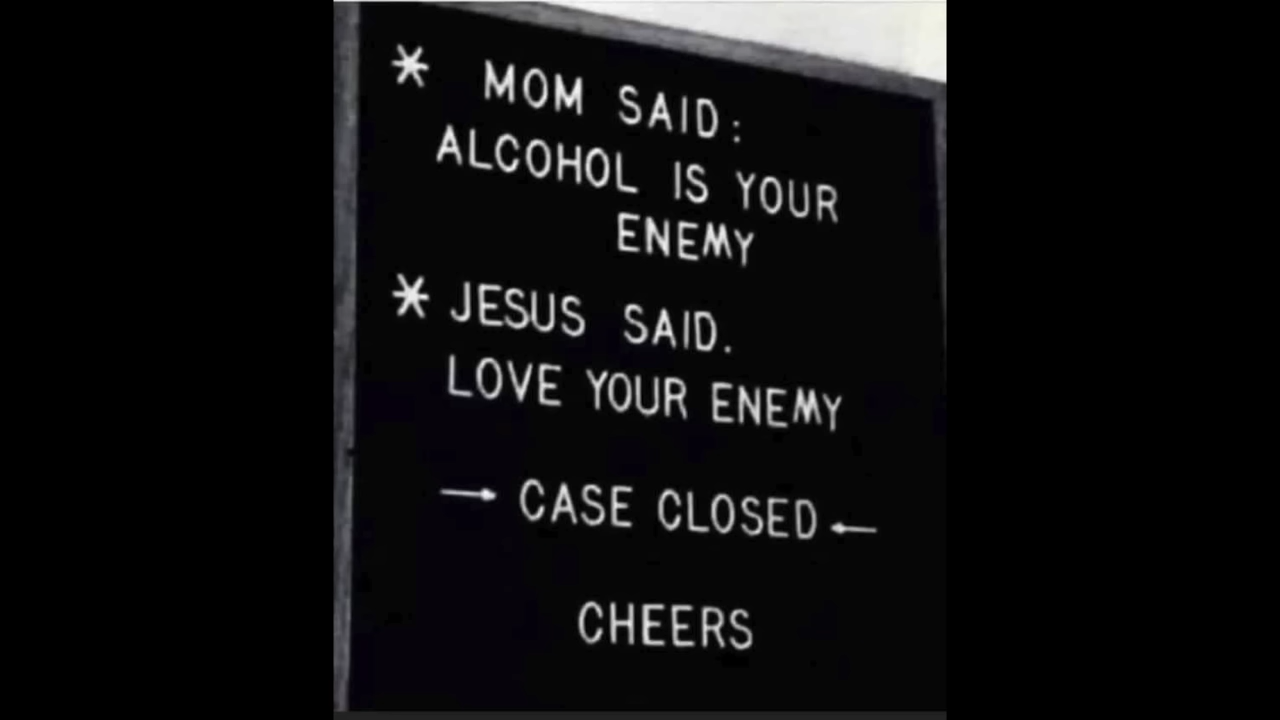 * MOM SAID:
ALCOHOL IS YOUR
ENEMY
* JESUS SAID.
LOVE YOUR ENEMY
→ CASE CLOSED ←
CHEERS